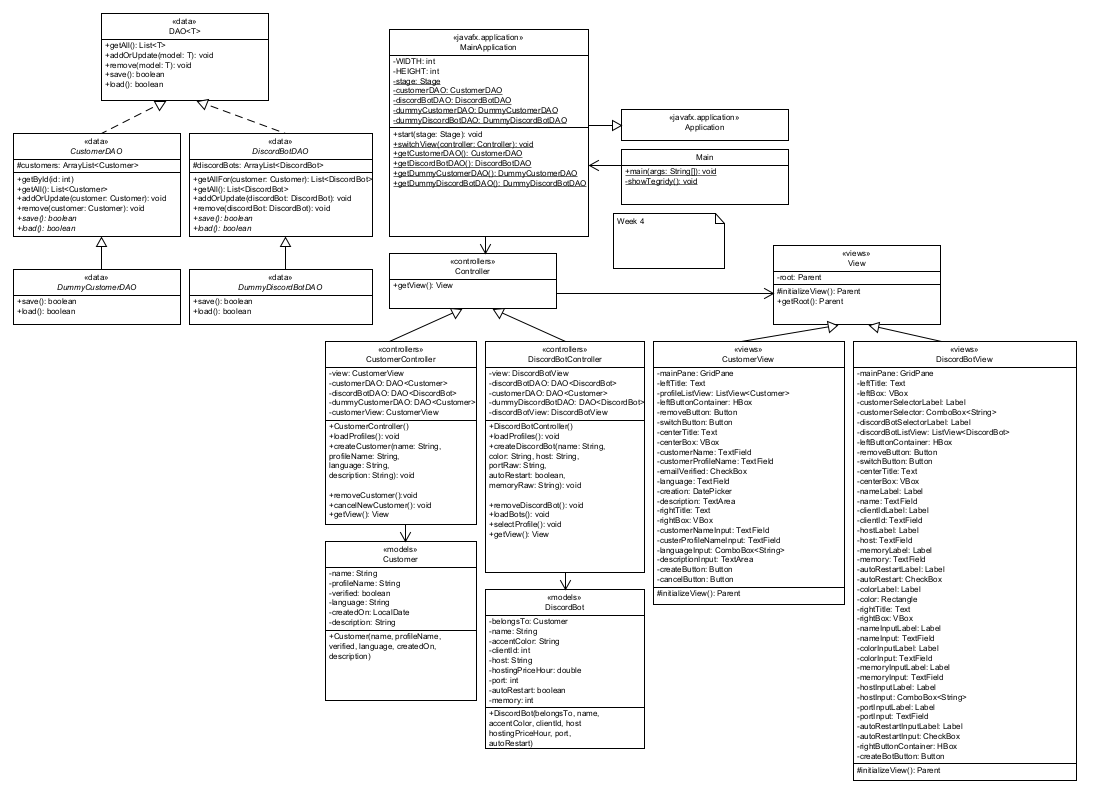 «data»
DAO<T>
+getAll(): List<T>
+addOrUpdate(model: T): void
+remove(model: T): void
+save(): boolean
+load(): boolean
«data»
CustomerDAO
#customers: ArrayList<Customer>
+getById(id: int)
+getAll(): List<Customer>
+addOrUpdate(customer: Customer): void
+remove(customer: Customer): void
+save(): boolean
+load(): boolean
«data»
DiscordBotDAO
#discordBots: ArrayList<DiscordBot>
+getAllFor(customer: Customer): List<DiscordBot>
+getAll(): List<DiscordBot>
+addOrUpdate(discordBot: DiscordBot): void
+remove(discordBot: DiscordBot): void
+save(): boolean
+load(): boolean
«data»
DummyCustomerDAO
+save(): boolean
+load(): boolean
«data»
DummyDiscordBotDAO
+save(): boolean
+load(): boolean
«javafx.application»
MainApplication
-WIDTH: int
-HEIGHT: int
-stage: Stage
-customerDAO: CustomerDAO
-discordBotDAO: DiscordBotDAO
-dummyCustomerDAO: DummyCustomerDAO
-dummyDiscordBotDAO: DummyDiscordBotDAO
+start(stage: Stage): void
+switchView(controller: Controller): void
+getCustomerDAO(): CustomerDAO
+getDiscordBotDAO(): DiscordBotDAO
+getDummyCustomerDAO(): DummyCustomerDAO
+getDummyDiscordBotDAO(): DummyDiscordBotDAO
«javafx.application»
Application
Main
+main(args: String[]): void
-showTegridy(): void
Week 4
«controllers»
Controller
+getView(): View
«views»
View
-root: Parent
#initializeView(): Parent
+getRoot(): Parent
«controllers»
CustomerController
-view: CustomerView
-customerDAO: DAO<Customer>
-discordBotDAO: DAO<DiscordBot>
-dummyCustomerDAO: DAO<Customer>
-customerView: CustomerView
+CustomerController()
+loadProfiles(): void
+createCustomer(name: String,
profileName: String,
language: String,
description: String): void
+removeCustomer():void
+cancelNewCustomer(): void
+getView(): View
«controllers»
DiscordBotController
-view: DiscordBotView
-discordBotDAO: DAO<DiscordBot>
-customerDAO: DAO<Customer>
-dummyDiscordBotDAO: DAO<DiscordBot>
-discordBotView: DiscordBotView
+DiscordBotController()
+loadProfiles(): void
+createDiscordBot(name: String,
color: String, host: String,
portRaw: String,
autoRestart: boolean,
memoryRaw: String): void
+removeDiscordBot(): void
+loadBots(): void
+selectProfile(): void
+getView(): View
«models»
Customer
-name: String
-profileName: String
-verified: boolean
-language: String
-createdOn: LocalDate
-description: String
+Customer(name, profileName,
verified, language, createdOn,
description)
«models»
DiscordBot
-belongsTo: Customer
-name: String
-accentColor: String
-clientId: int
-host: String
-hostingPriceHour: double
-port: int
-autoRestart: boolean
-memory: int
+DiscordBot(belongsTo, name,
accentColor, clientId, host
hostingPriceHour, port,
autoRestart)
«views»
CustomerView
-mainPane: GridPane
-leftTitle: Text
-profileListView: ListView<Customer>
-leftButtonContainer: HBox
-removeButton: Button
-switchButton: Button
-centerTitle: Text
-centerBox: VBox
-customerName: TextField
-customerProfileName: TextField
-emailVerified: CheckBox
-language: TextField
-creation: DatePicker
-description: TextArea
-rightTitle: Text
-rightBox: VBox
-customerNameInput: TextField
-custerProfileNameInput: TextField
-languageInput: ComboBox<String>
-descriptionInput: TextArea
-createButton: Button
-cancelButton: Button
#initializeView(): Parent
«views»
DiscordBotView
-mainPane: GridPane
-leftTitle: Text
-leftBox: VBox
-customerSelectorLabel: Label
-customerSelector: ComboBox<String>
-discordBotSelectorLabel: Label
-discordBotListView: ListView<DiscordBot>
-leftButtonContainer: HBox
-removeButton: Button
-switchButton: Button
-centerTitle: Text
-centerBox: VBox
-nameLabel: Label
-name: TextField
-clientIdLabel: Label
-clientId: TextField
-hostLabel: Label
-host: TextField
-memoryLabel: Label
-memory: TextField
-autoRestartLabel: Label
-autoRestart: CheckBox
-colorLabel: Label
-color: Rectangle
-rightTitle: Text
-rightBox: VBox
-nameInputLabel: Label
-nameInput: TextField
-colorInputLabel: Label
-colorInput: TextField
-memoryInputLabel: Label
-memoryInput: TextField
-hostInputLabel: Label
-hostInput: ComboBox<String>
-portInputLabel: Label
-portInput: TextField
-autoRestartInputLabel: Label
-autoRestartInput: CheckBox
-rightButtonContainer: HBox
-createBotButton: Button
#initializeView(): Parent